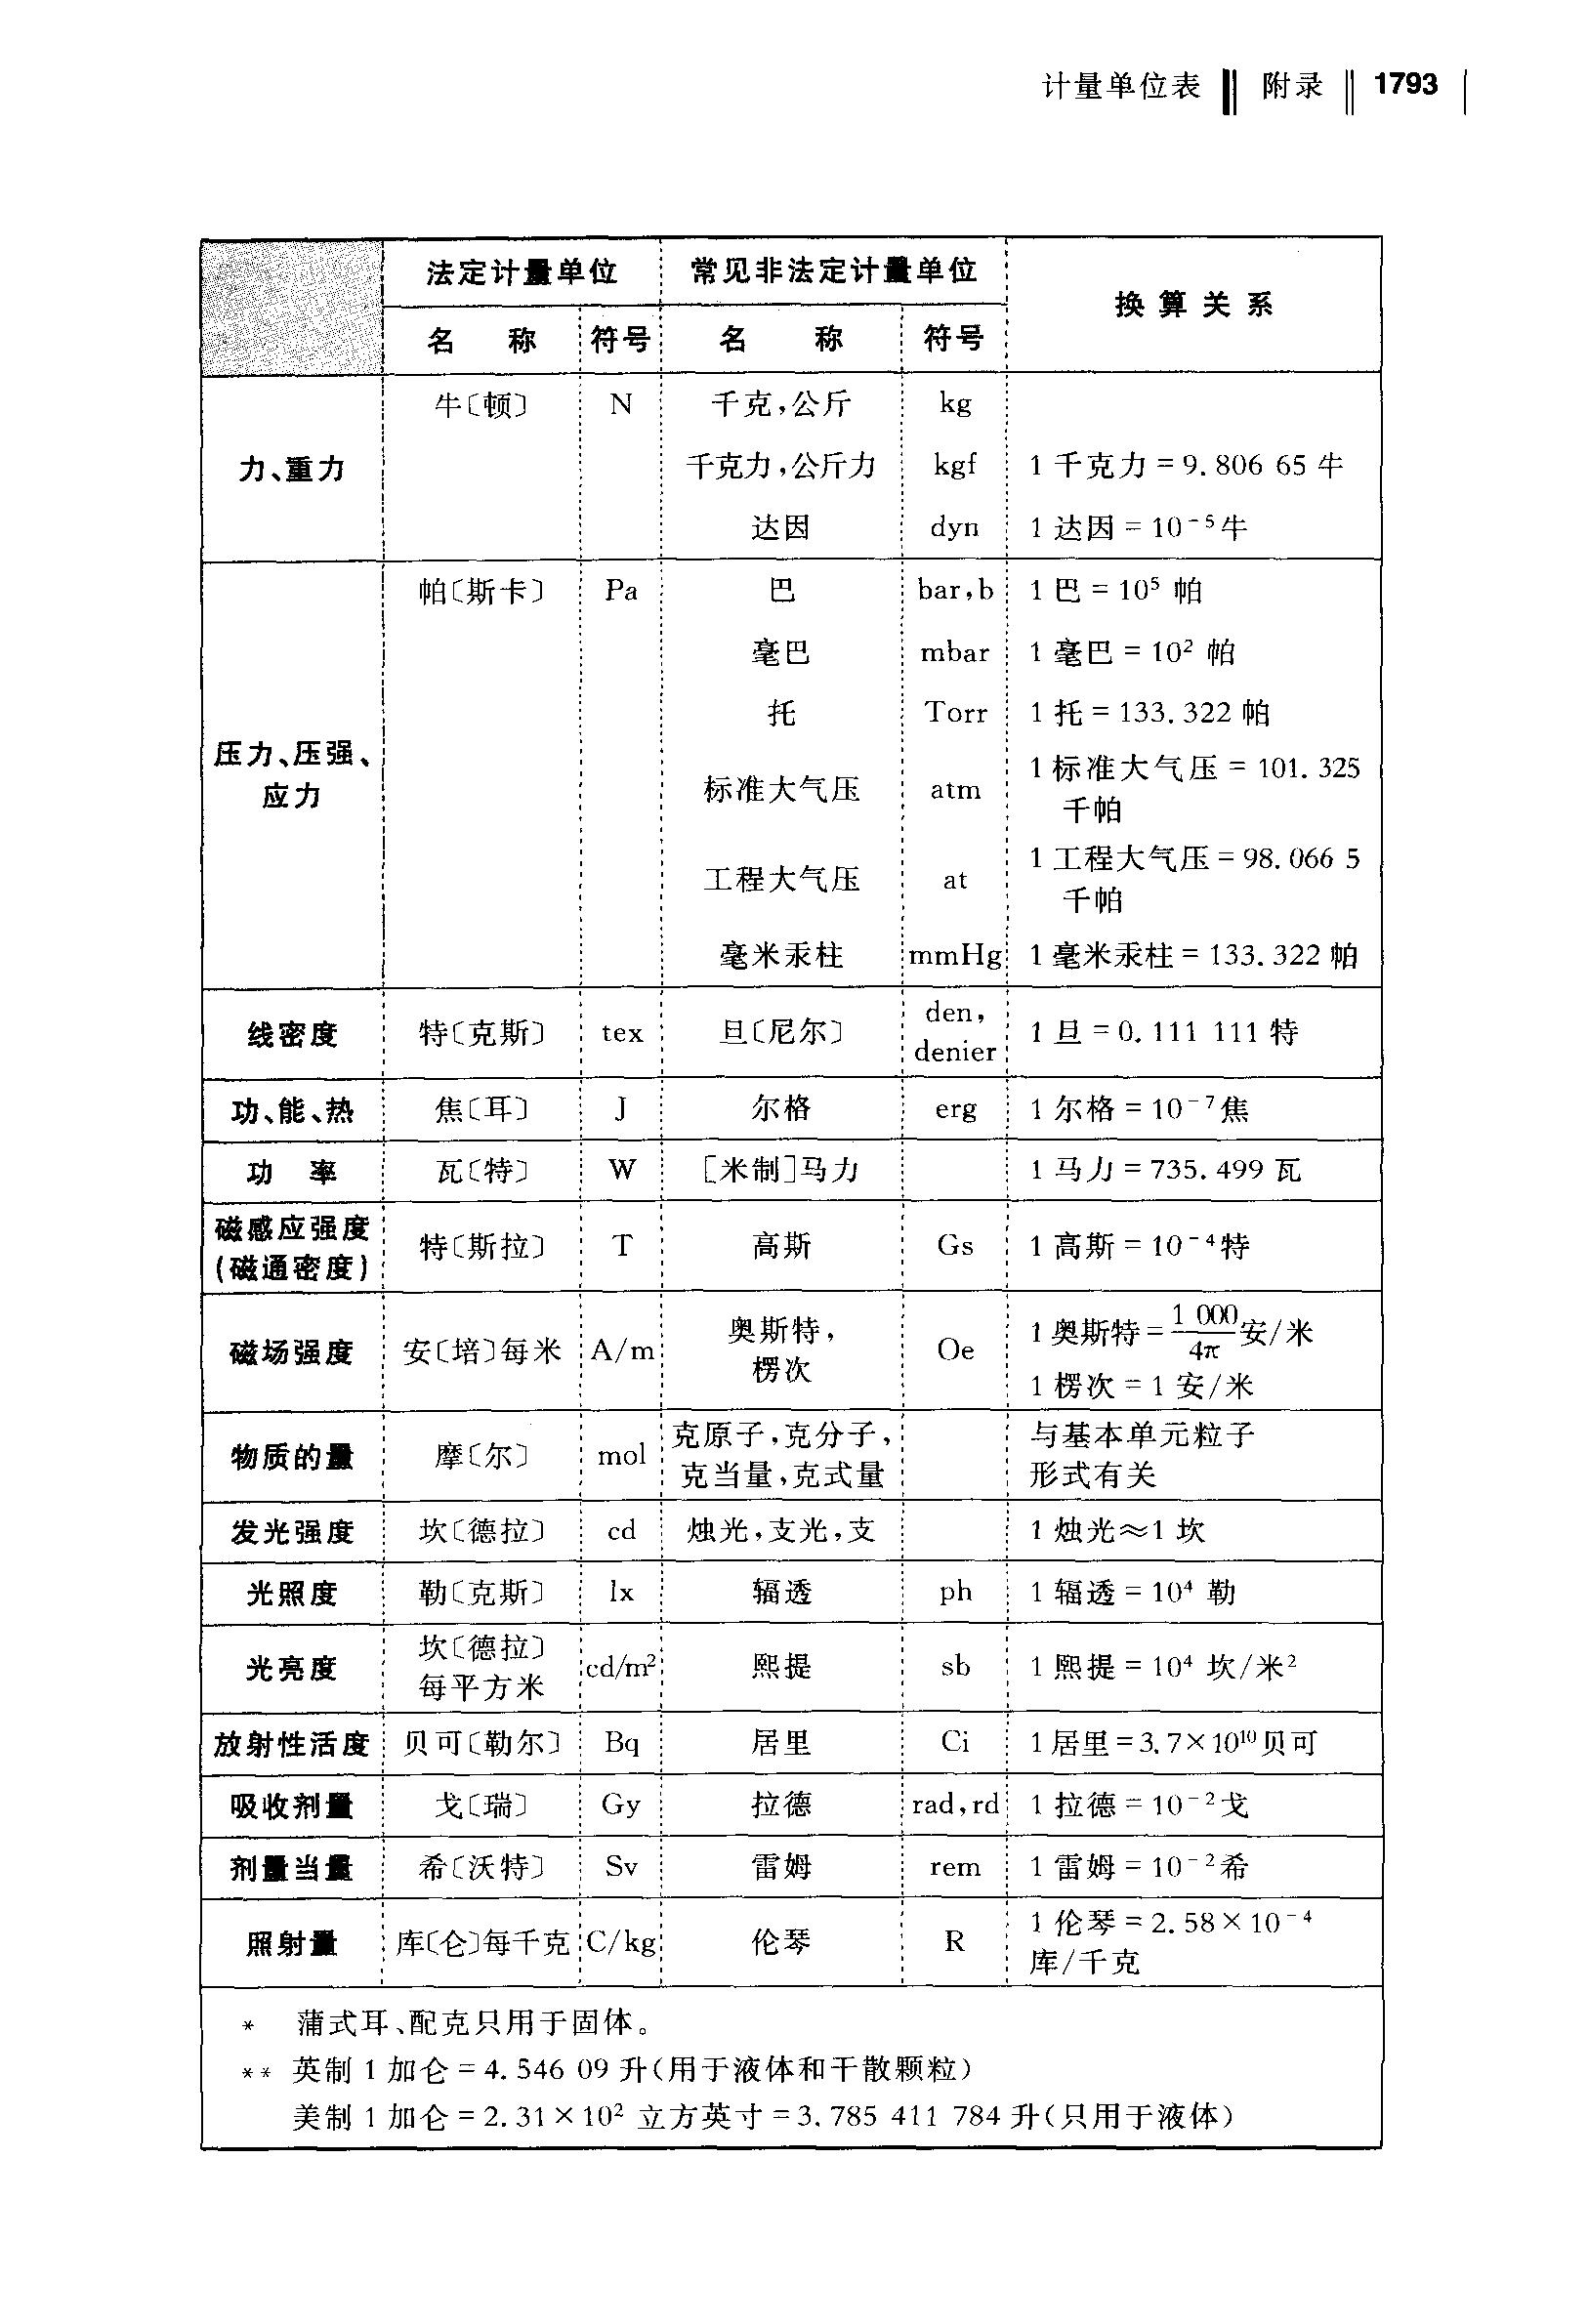 计量单位表 附录 1793
法定计量单位 常见非法定计量单位 换算关系
名 称 符号 名 称 符号
力、重力 牛〔顿〕 N 千克,公斤 kg
千克力,公斤力 kgf 1 千克力 = 9.806 65 牛
达因 dyn 1 达因 = 10⁻⁵牛
压力、压强、
应力
帕〔斯卡〕 Pa 巴 bar,b 1 巴 = 10⁵ 帕
毫巴 mbar 1 毫巴 = 10² 帕
托 Torr 1 托 = 133.322 帕
标准大气压 atm 1 标准大气压 = 101.325
千帕
工程大气压 at 1 工程大气压 = 98.066 5
千帕
毫米汞柱 mmHg 1 毫米汞柱 = 133.322 帕
线密度 特〔克斯〕 tex 旦〔尼尔〕 den,
denier
1 旦 = 0.111 111 特
功、能、热 焦〔耳〕 J 尔格 erg 1 尔格 = 10⁻⁷焦
功 率 瓦〔特〕 W [米制]马力 1 马力 = 735.499 瓦
磁感应强度
(磁通密度)
特〔斯拉〕 T 高斯 Gs 1 高斯 = 10⁻⁴特
磁场强度 安〔培〕每米 A/m 奥斯特,
楞次
Oe 1 奥斯特 = 1 000/4π 安/米
1 楞次 = 1 安/米
物质的量 摩〔尔〕 mol 克原子,克分子,
克当量,克式量
与基本单元粒子
形式有关
发光强度 坎〔德拉〕 cd 烛光,支光,支 1 烛光≈1 坎
光照度 勒〔克斯〕 lx 辐透 ph 1 辐透 = 10⁴ 勒
光亮度 坎〔德拉〕
每平方米
cd/m² 熙提 sb 1 熙提 = 10⁴ 坎/米²
放射性活度 贝可〔勒尔〕 Bq 居里 Ci 1 居里 = 3.7×10¹⁰贝可
吸收剂量 戈〔瑞〕 Gy 拉德 rad,rd 1 拉德 = 10⁻²戈
剂量当量 希〔沃特〕 Sv 雷姆 rem 1 雷姆 = 10⁻²希
照射量 库〔仑〕每千克 C/kg 伦琴 R 1 伦琴 = 2.58×10⁻⁴
库/千克
* 蒲式耳、配克只用于固体。
** 英制 1 加仑 = 4.546 09 升(用于液体和干散颗粒)
美制 1 加仑 = 2.31×10² 立方英寸 = 3.785 411 784 升(只用于液体)